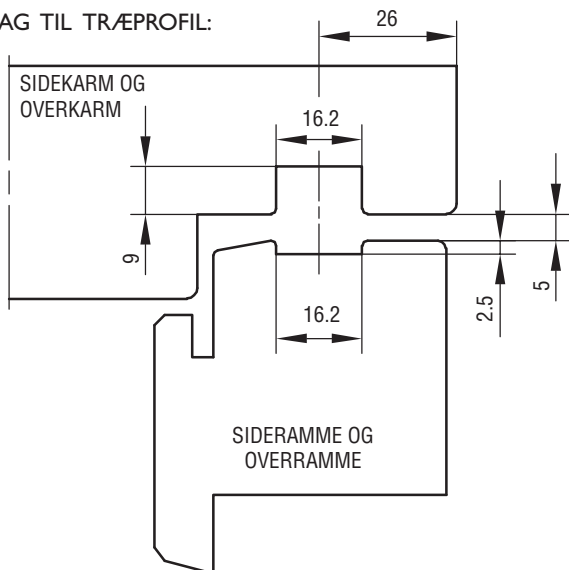 AG TIL TRÆPROFIL:
26
SIDEKARM OG
OVERKARM
16.2
9
5
2.5
16.2
SIDERAMME OG
OVERRAMME